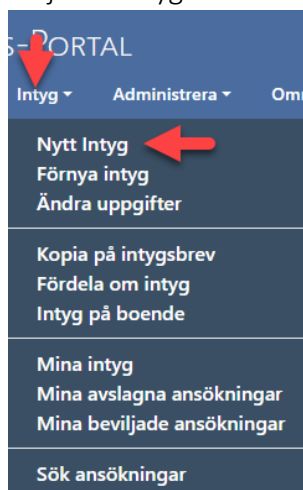 PORTAL
Intyg Administrera
Nytt Intyg
Förnya intyg
Ändra uppgifter
Kopia på intygsbrev
Fördela om intyg
Intyg på boende
Mina intyg
Mina avslagna ansökningar
Mina beviljade ansökningar
Sök ansökningar